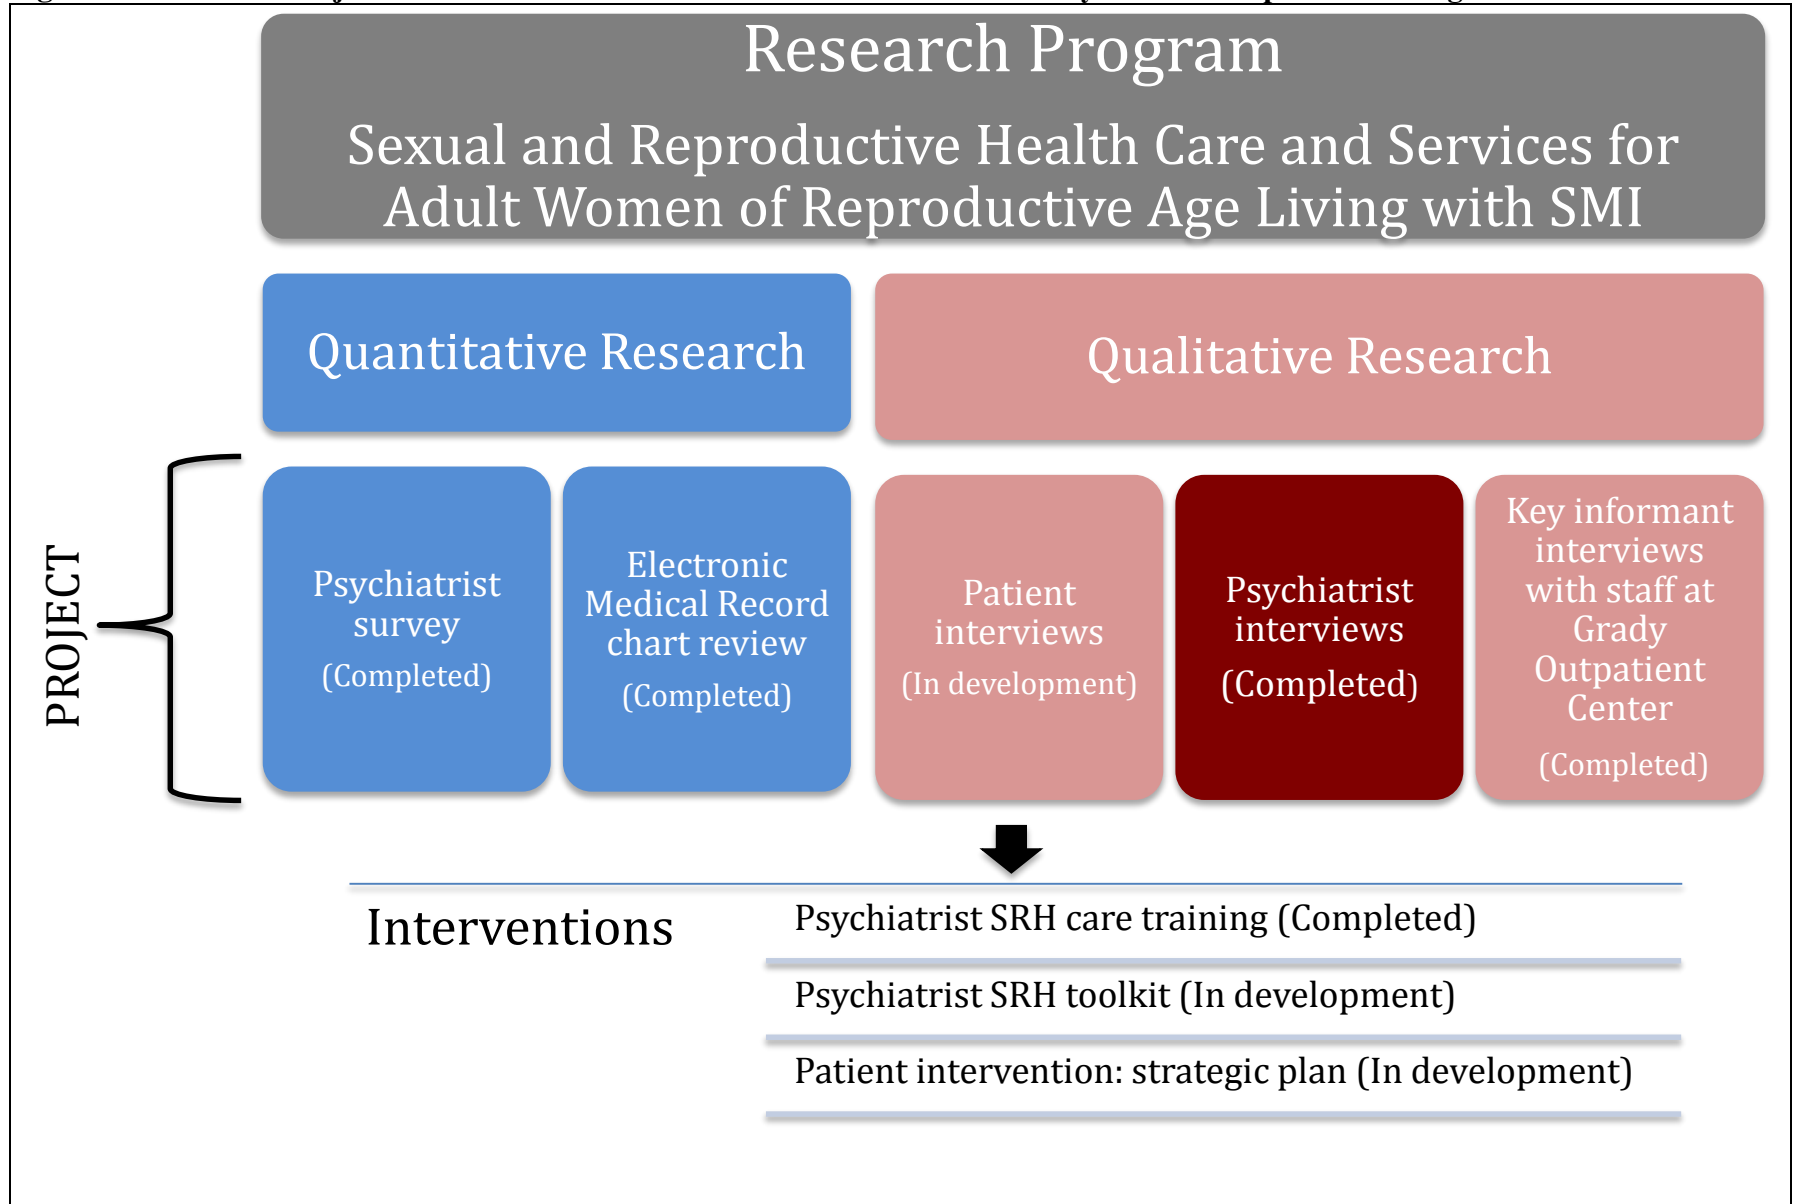 Research Program
Sexual and Reproductive Health Care and Services for
Adult Women of Reproductive Age Living with SMI
Quantitative Research
Qualitative Research
PROJECT
Psychiatrist
survey
(Completed)
Electronic
Medical Record
chart review
(Completed)
Patient
interviews
(In development)
Psychiatrist
interviews
(Completed)
Key informant
interviews
with staff at
Grady
Outpatient
Center
(Completed)
Interventions
Psychiatrist SRH care training (Completed)
Psychiatrist SRH toolkit (In development)
Patient intervention: strategic plan (In development)